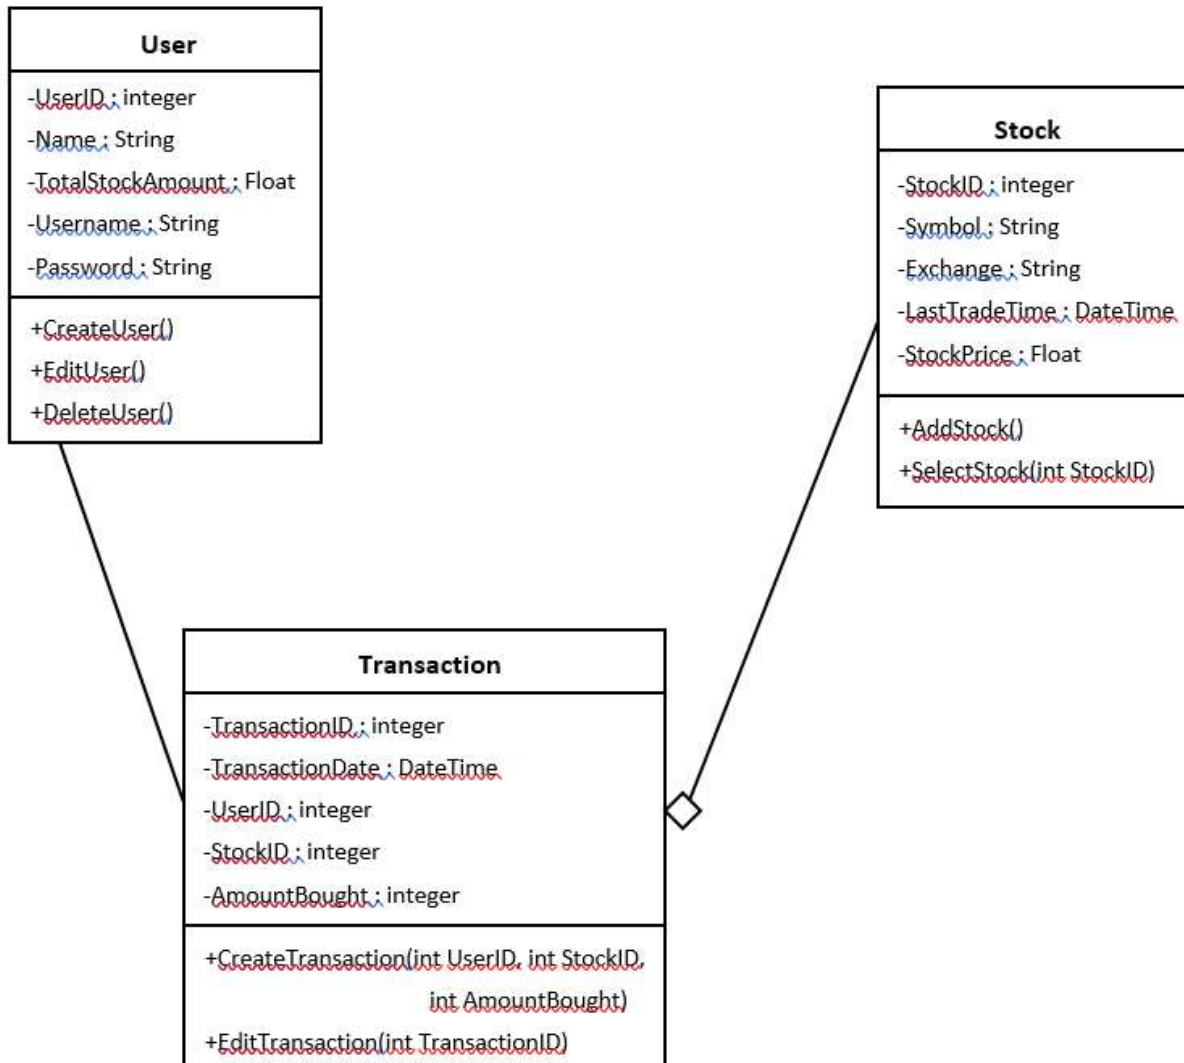 User
-UserID : integer
-Name : String
-TotalStockAmount : Float
-Username : String
-Password : String
+CreateUser()
+EditUser()
+DeleteUser()
Stock
-StockID : integer
-Symbol : String
-Exchange : String
-LastTradeTime : DateTime
-StockPrice : Float
+AddStock()
+SelectStock(int StockID)
Transaction
-TransactionID : integer
-TransactionDate : DateTime
-UserID : integer
-StockID : integer
-AmountBought : integer
+CreateTransaction(int UserID, int StockID,
int AmountBought)
+EditTransaction(int TransactionID)